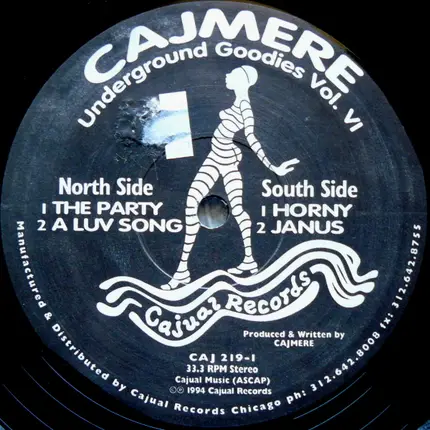 CAJMERE
Underground Goodies Vol. VI
North Side
1 THE PARTY
2 A LUV SONG
South Side
1 HORNY
2 JANUS
Cajual Records
Produced & Written by
CAJMERE
CAJ 219-1
33.3 RPM Stereo
Cajual Music (ASCAP)
©℗ 1994 Cajual Records
Manufactured & Distributed by Cajual Records Chicago ph: 312.642.8008 fx: 312.642.8755